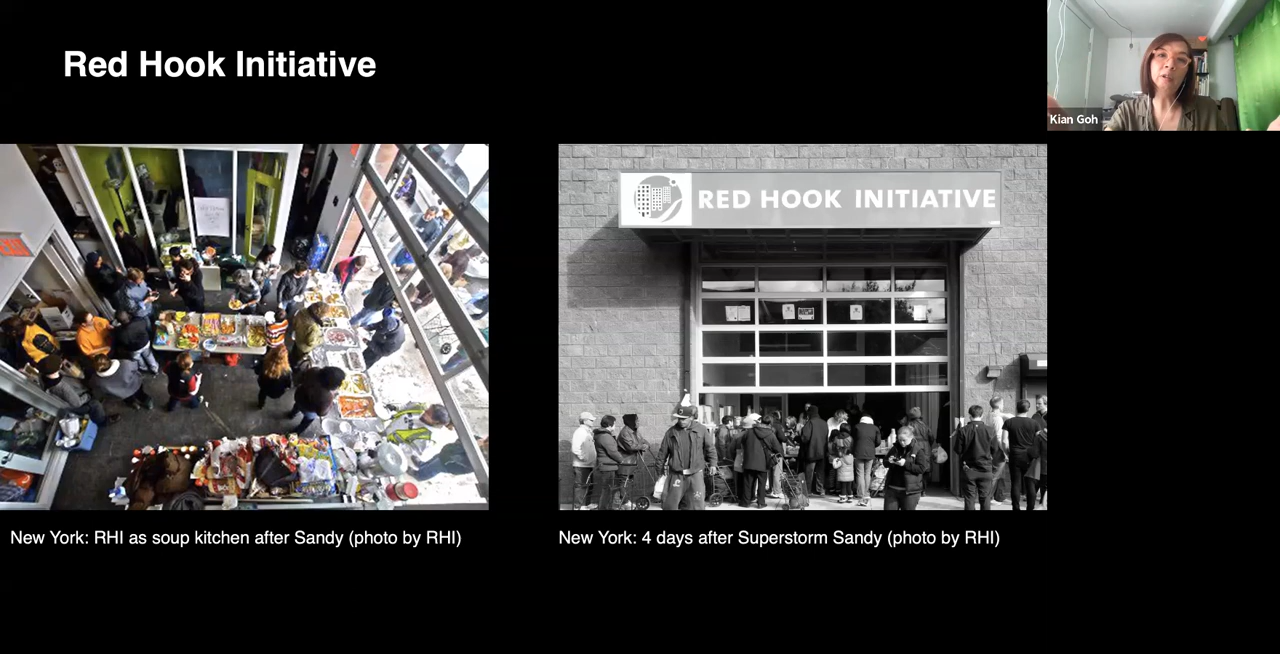 Red Hook Initiative
Kian Goh
EXIT
RED HOOK INITIATIVE
New York: RHI as soup kitchen after Sandy (photo by RHI)
New York: 4 days after Superstorm Sandy (photo by RHI)